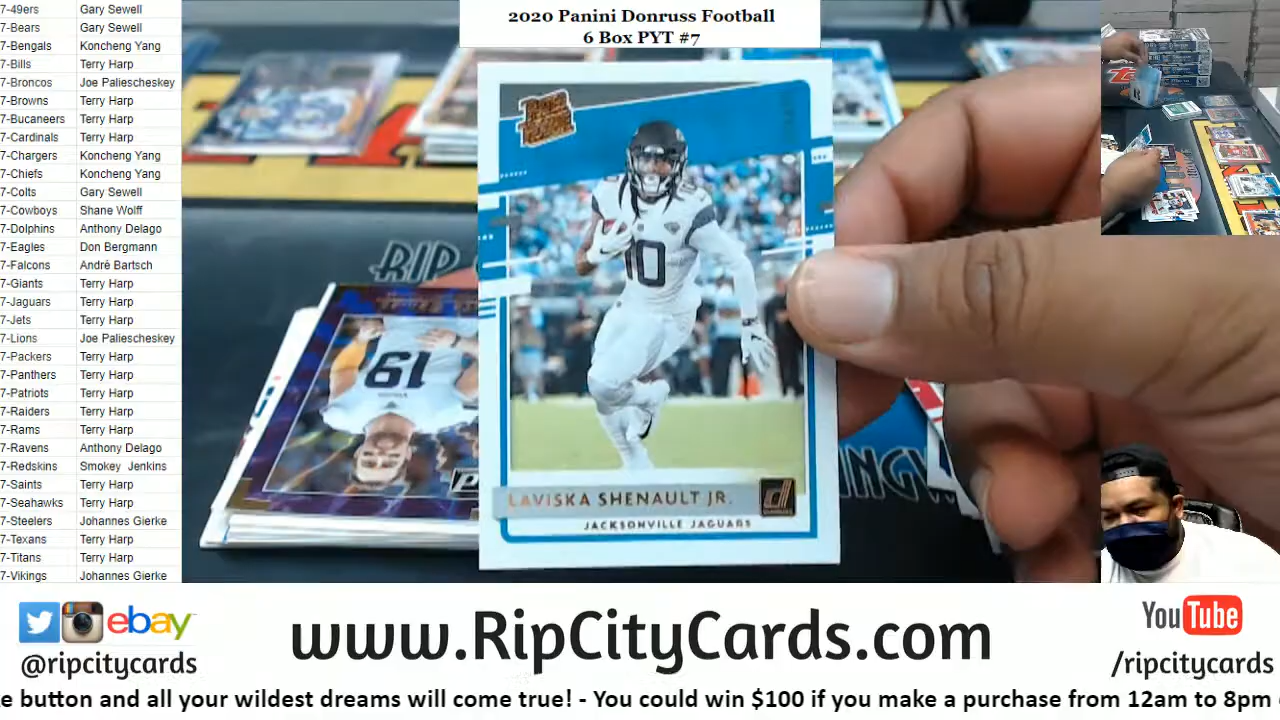 2020 Panini Donruss Football
6 Box PYT #7
7-49ers Gary Sewell
7-Bears Gary Sewell
7-Bengals Koncheng Yang
7-Bills Terry Harp
7-Broncos Joe Paliescheskey
7-Browns Terry Harp
7-Bucaneers Terry Harp
7-Cardinals Terry Harp
7-Chargers Koncheng Yang
7-Chiefs Koncheng Yang
7-Colts Gary Sewell
7-Cowboys Shane Wolff
7-Dolphins Anthony Delago
7-Eagles Don Bergmann
7-Falcons Andrè Bartsch
7-Giants Terry Harp
7-Jaguars Terry Harp
7-Jets Terry Harp
7-Lions Joe Paliescheskey
7-Packers Terry Harp
7-Panthers Terry Harp
7-Patriots Terry Harp
7-Raiders Terry Harp
7-Rams Terry Harp
7-Ravens Anthony Delago
7-Redskins Smokey Jenkins
7-Saints Terry Harp
7-Seahawks Terry Harp
7-Steelers Johannes Gierke
7-Texans Terry Harp
7-Titans Terry Harp
7-Vikings Johannes Gierke
RIP
19
10
10
LAVISKA SHENAULT JR.
JACKSONVILLE JAGUARS
ebay
@ripcitycards
www.RipCityCards.com
YouTube
/ripcitycards
e button and all your wildest dreams will come true! - You could win $100 if you make a purchase from 12am to 8pm